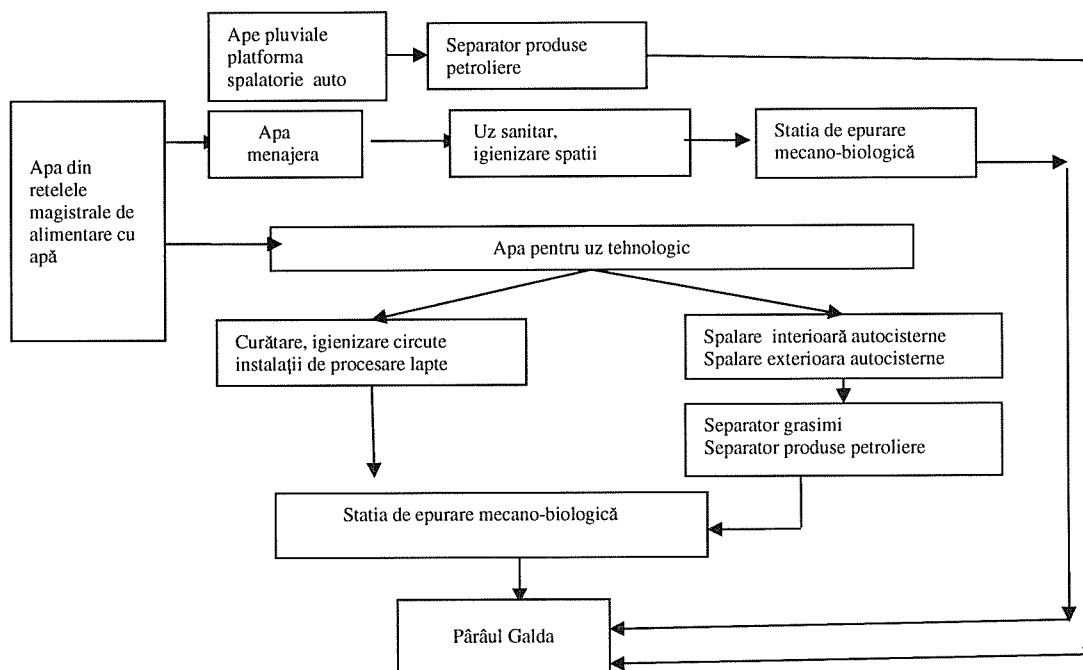 Ape pluviale
platforma
spalatorie auto
Separator produse
petroliere
Apa din
retelele
magistrale de
alimentare cu
apă
Apa
menajera
Uz sanitar,
igienizare spatii
Statia de epurare
mecano-biologică
Apa pentru uz tehnologic
Curătare, igienizare circute
instalații de procesare lapte
Spalare interioară autocisterne
Spalare exterioara autocisterne
Separator grasimi
Separator produse petroliere
Statia de epurare mecano-biologică
Pârâul Galda